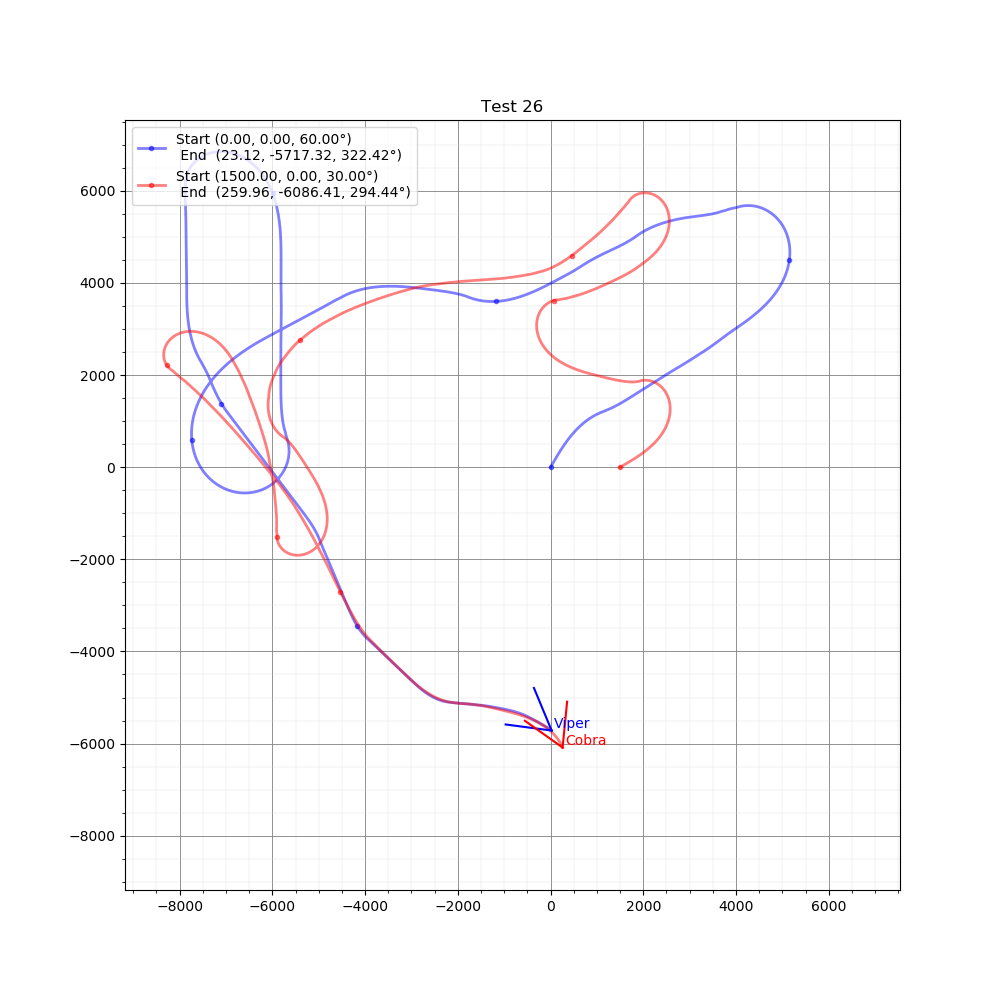 Test 26
Start (0.00, 0.00, 60.00°)
End  (23.12, -5717.32, 322.42°)
Start (1500.00, 0.00, 30.00°)
End  (259.96, -6086.41, 294.44°)
6000
4000
2000
0
−2000
−4000
−6000
−8000
Viper
Cobra
−8000 −6000 −4000 −2000 0 2000 4000 6000